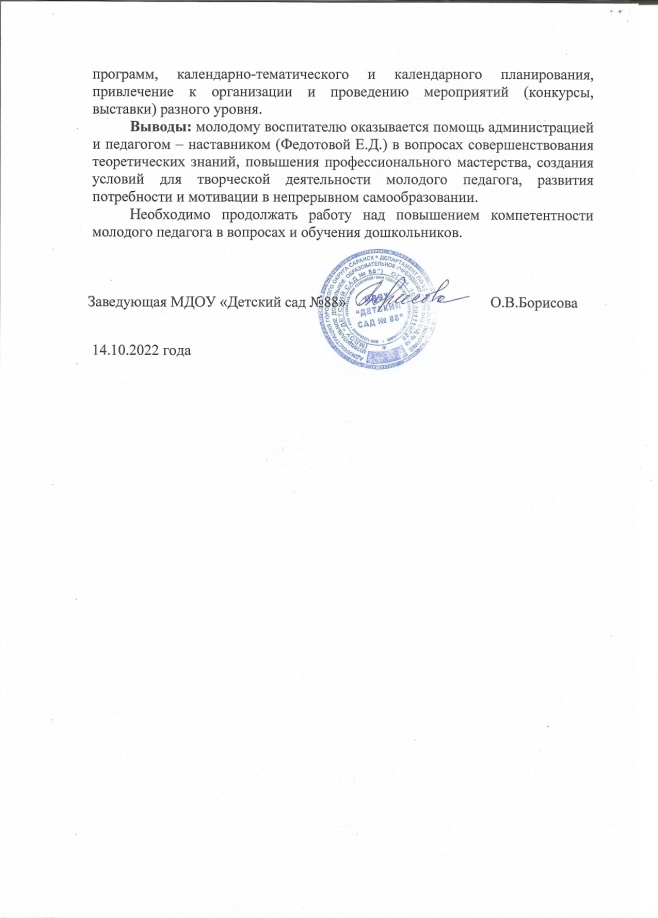 программ, календарно-тематического и календарного планирования,
привлечение к организации и проведению мероприятий (конкурсы,
выставки) разного уровня.
Выводы: молодому воспитателю оказывается помощь администрацией
и педагогом – наставником (Федотовой Е.Д.) в вопросах совершенствования
теоретических знаний, повышения профессионального мастерства, создания
условий для творческой деятельности молодого педагога, развития
потребности и мотивации в непрерывном самообразовании.
Необходимо продолжать работу над повышением компетентности
молодого педагога в вопросах и обучения дошкольников.
Заведующая МДОУ «Детский сад №88» О.В.Борисова
"ДЕТСКИЙ
САД № 88"
14.10.2022 года